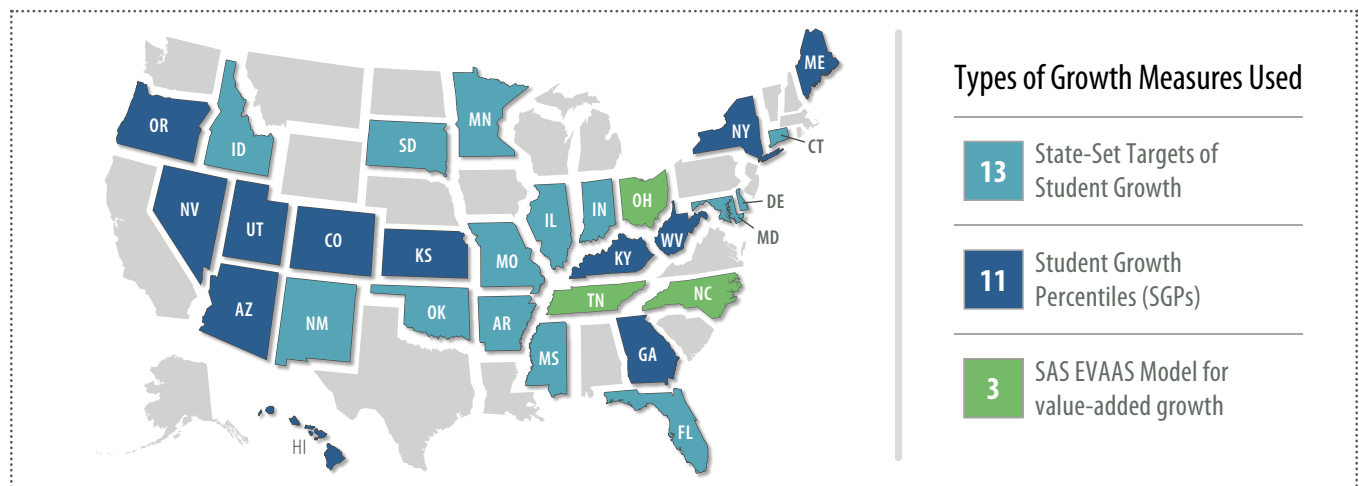 ME
OR
ID
SD
MN
NY
CT
NV
UT
CO
KS
MO
IL
IN
OH
WV
KY
DE
MD
AZ
NM
OK
AR
TN
NC
MS
GA
FL
HI
Types of Growth Measures Used
13
State-Set Targets of
Student Growth
11
Student Growth
Percentiles (SGPs)
3
SAS EVAAS Model for
value-added growth